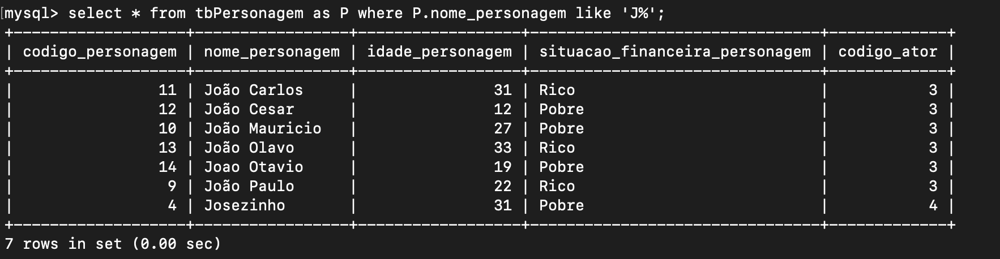 mysql> select * from tbPersonagem as P where P.nome_personagem like 'J%';
+-------------------+-----------------+------------------+--------------------------------+-------------+
| codigo_personagem | nome_personagem | idade_personagem | situacao_financeira_personagem | codigo_ator |
+-------------------+-----------------+------------------+--------------------------------+-------------+
|                11 | João Carlos     |               31 | Rico                           |           3 |
|                12 | João Cesar      |               12 | Pobre                          |           3 |
|                10 | João Mauricio   |               27 | Pobre                          |           3 |
|                13 | João Olavo      |               33 | Rico                           |           3 |
|                14 | Joao Otavio     |               19 | Pobre                          |           3 |
|                 9 | João Paulo      |               22 | Rico                           |           3 |
|                 4 | Josezinho       |               31 | Pobre                          |           4 |
+-------------------+-----------------+------------------+--------------------------------+-------------+
7 rows in set (0.00 sec)